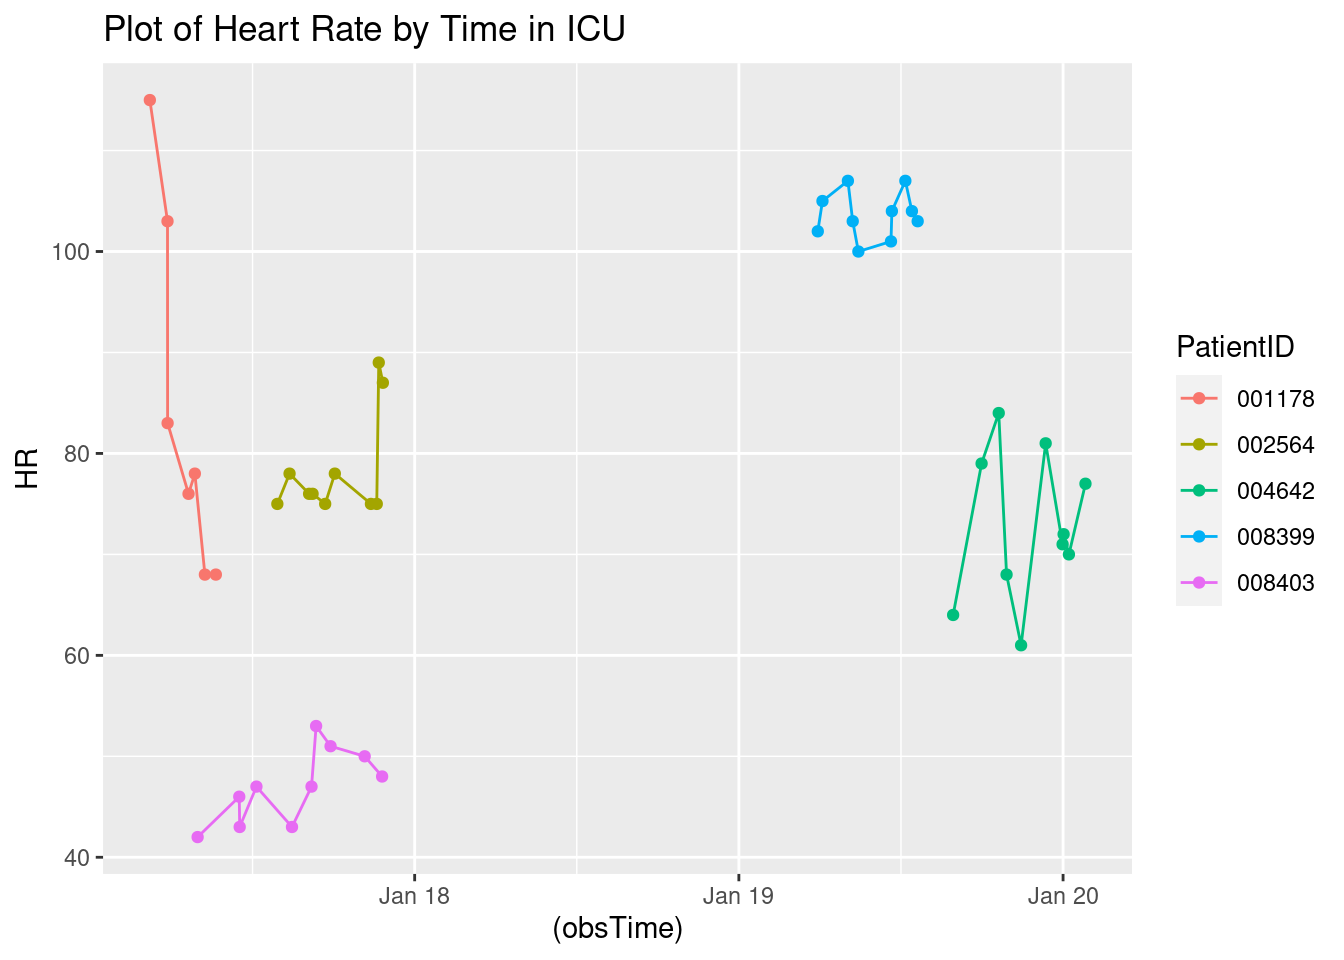 Plot of Heart Rate by Time in ICU
HR
100
80
60
40
Jan 18
Jan 19
Jan 20
(obsTime)
PatientID
001178
002564
004642
008399
008403